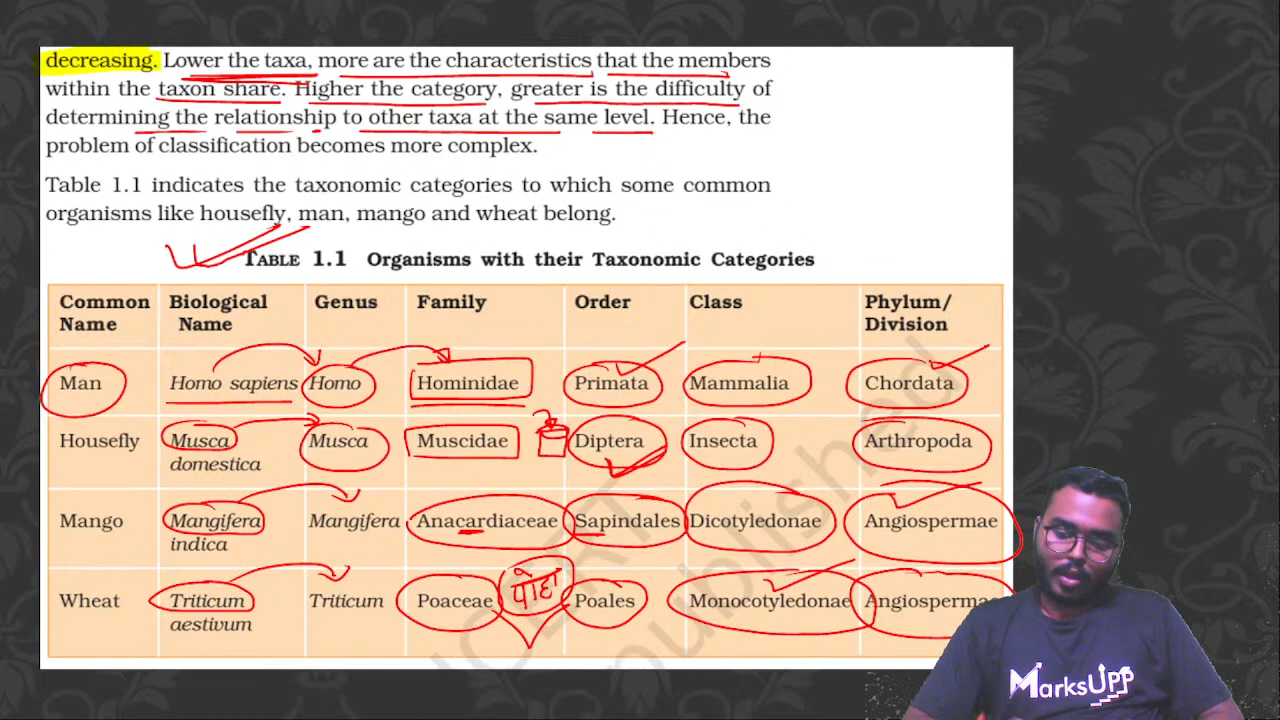 decreasing. Lower the taxa, more are the characteristics that the members
within the taxon share. Higher the category, greater is the difficulty of
determining the relationship to other taxa at the same level. Hence, the
problem of classification becomes more complex.
Table 1.1 indicates the taxonomic categories to which some common
organisms like housefly, man, mango and wheat belong.
TABLE 1.1 Organisms with their Taxonomic Categories
Common Name Biological Name Genus Family Order Class Phylum/ Division
Man Homo sapiens Homo Hominidae Primata Mammalia Chordata
Housefly Musca domestica Musca Muscidae Diptera Insecta Arthropoda
Mango Mangifera indica Mangifera Anacardiaceae Sapindales Dicotyledonae Angiospermae
Wheat Triticum aestivum Triticum Poaceae Poales Monocotyledonae
NCERT
published
MarksUpp